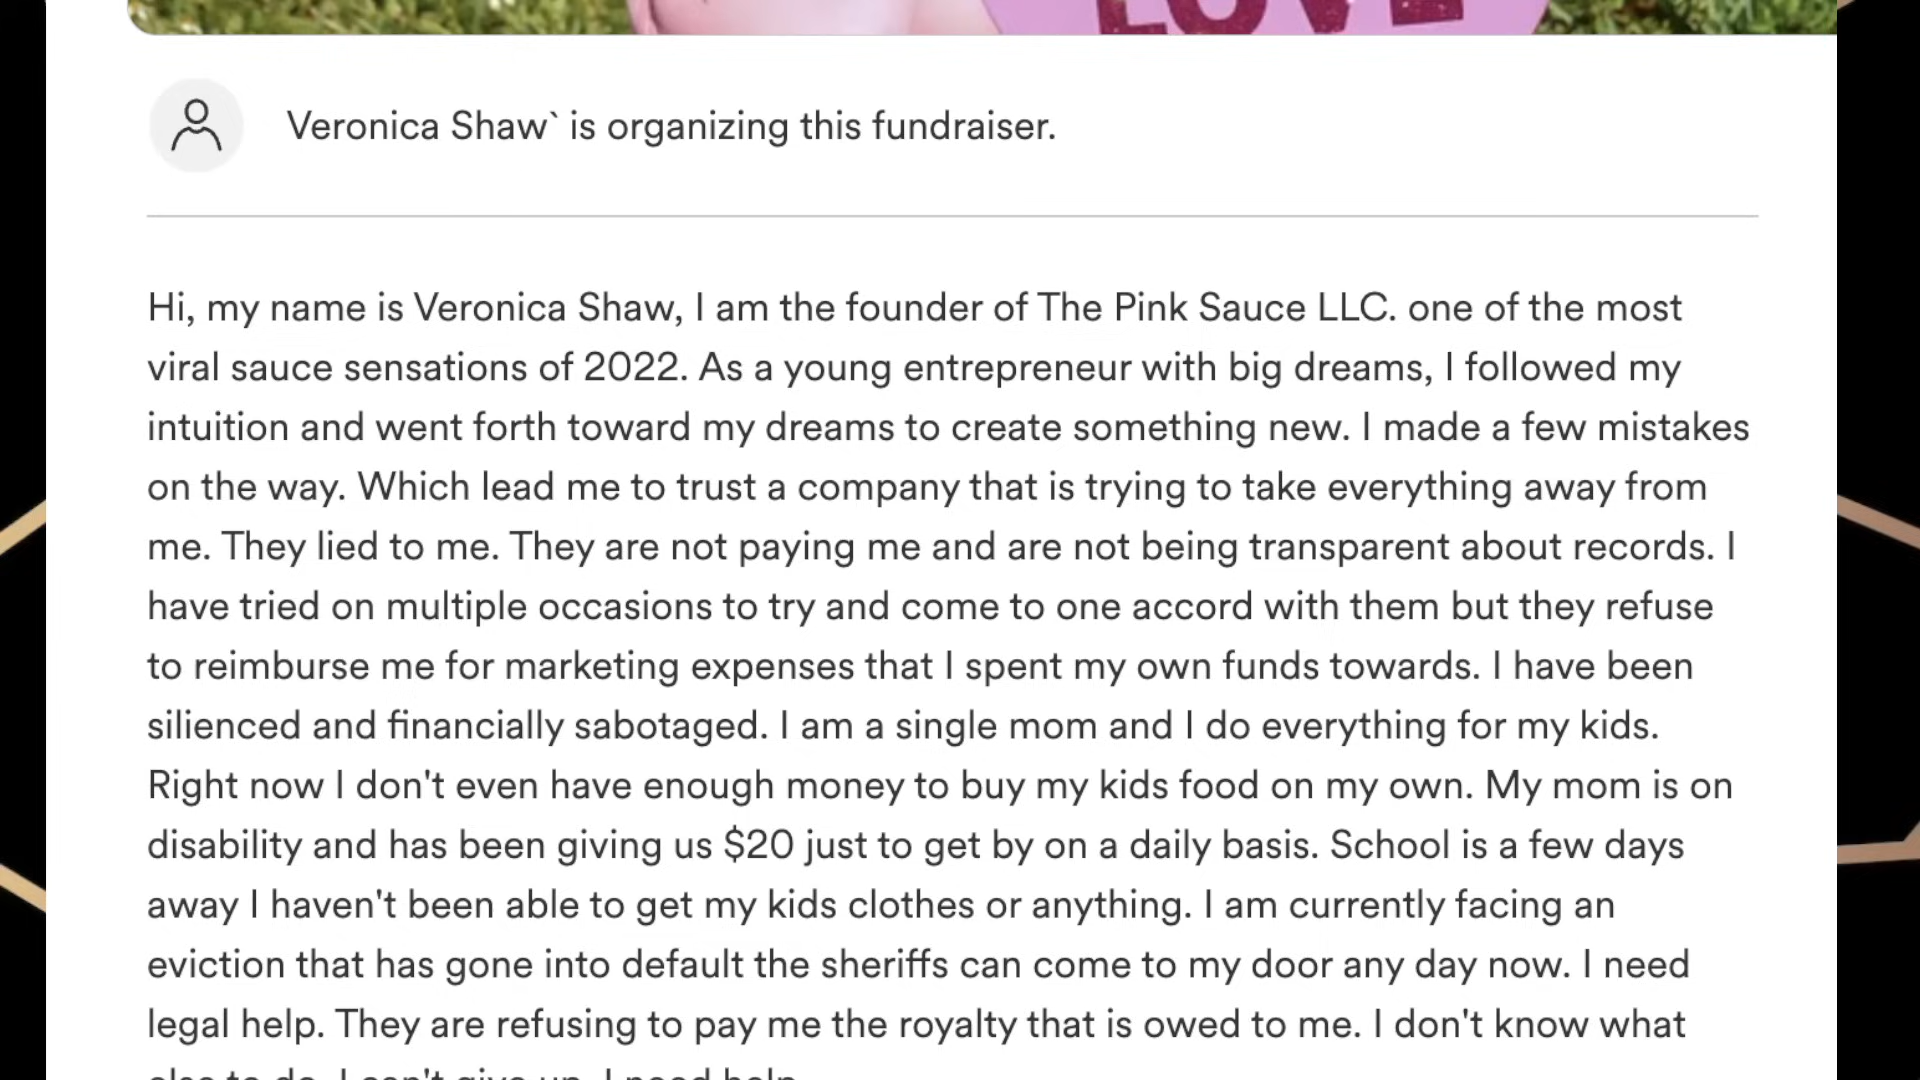 LOVE
Veronica Shaw` is organizing this fundraiser.
Hi, my name is Veronica Shaw, I am the founder of The Pink Sauce LLC. one of the most
viral sauce sensations of 2022. As a young entrepreneur with big dreams, I followed my
intuition and went forth toward my dreams to create something new. I made a few mistakes
on the way. Which lead me to trust a company that is trying to take everything away from
me. They lied to me. They are not paying me and are not being transparent about records. I
have tried on multiple occasions to try and come to one accord with them but they refuse
to reimburse me for marketing expenses that I spent my own funds towards. I have been
silienced and financially sabotaged. I am a single mom and I do everything for my kids.
Right now I don't even have enough money to buy my kids food on my own. My mom is on
disability and has been giving us $20 just to get by on a daily basis. School is a few days
away I haven't been able to get my kids clothes or anything. I am currently facing an
eviction that has gone into default the sheriffs can come to my door any day now. I need
legal help. They are refusing to pay me the royalty that is owed to me. I don't know what
else to do. I can't give up. I need help